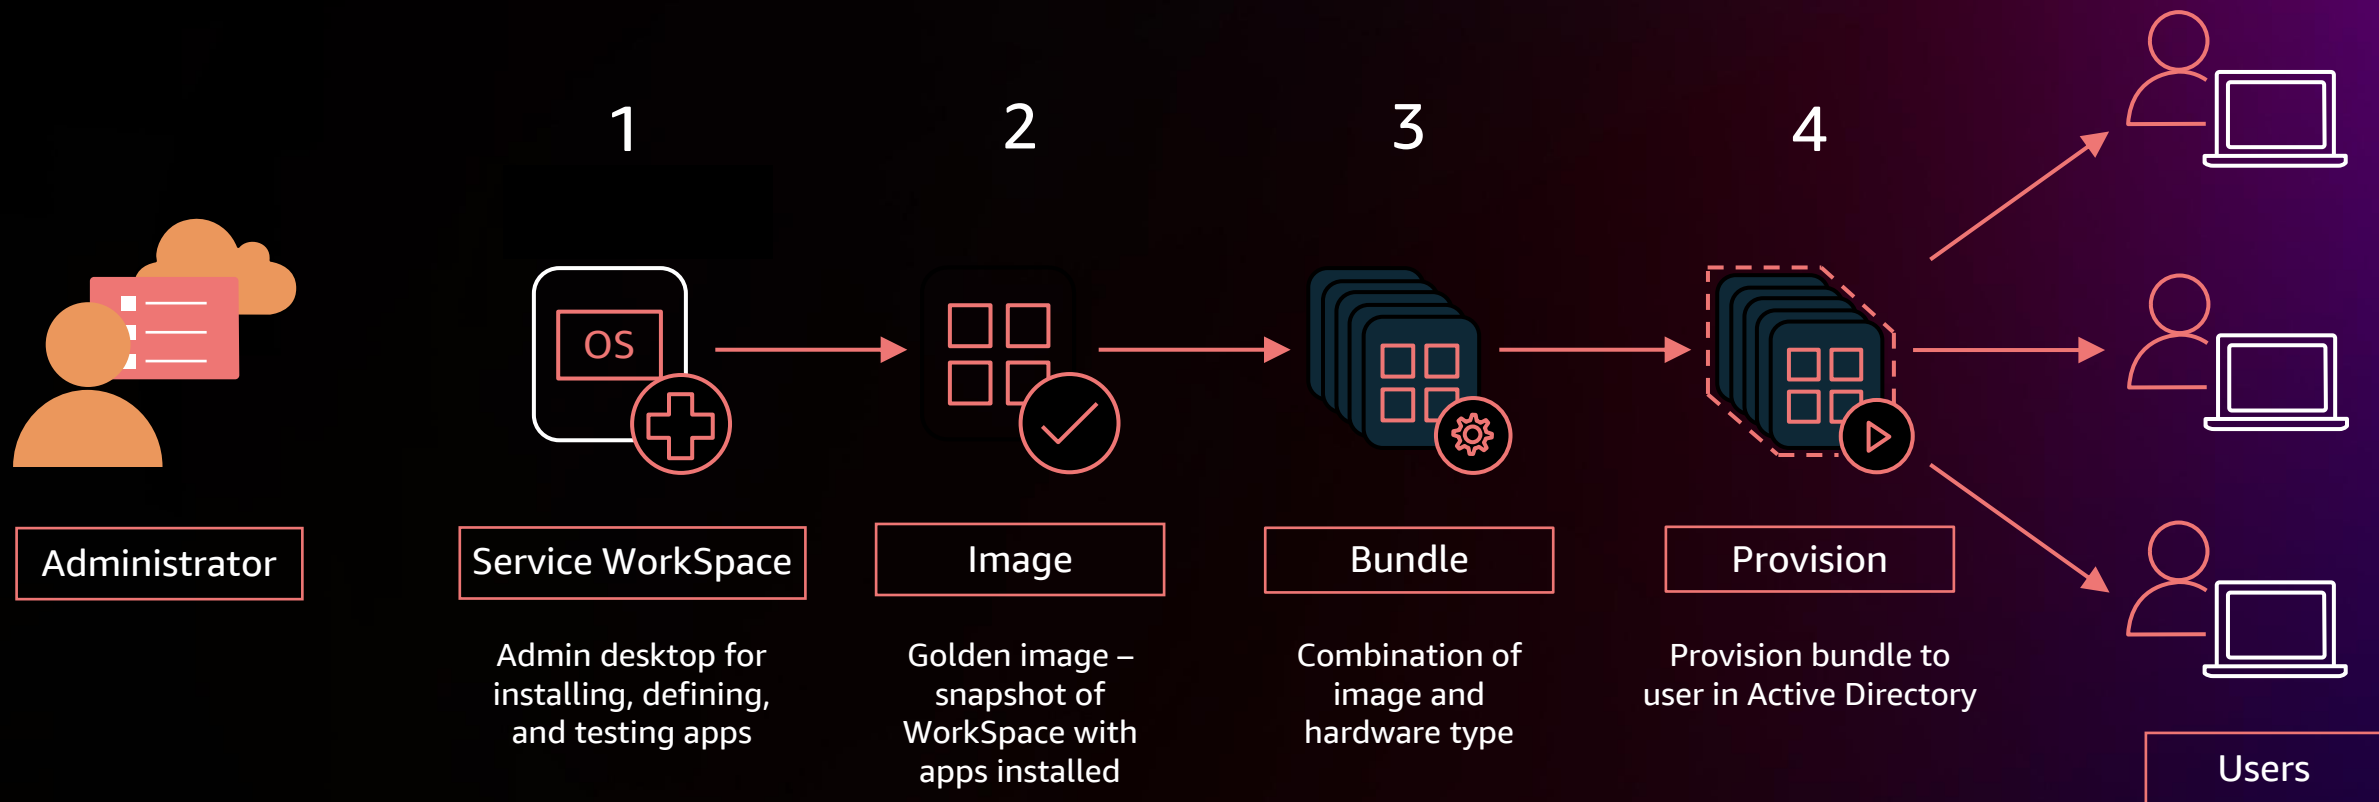 1
2
3
4
OS
Administrator
Service WorkSpace
Image
Bundle
Provision
Admin desktop for
installing, defining,
and testing apps
Golden image –
snapshot of
WorkSpace with
apps installed
Combination of
image and
hardware type
Provision bundle to
user in Active Directory
Users